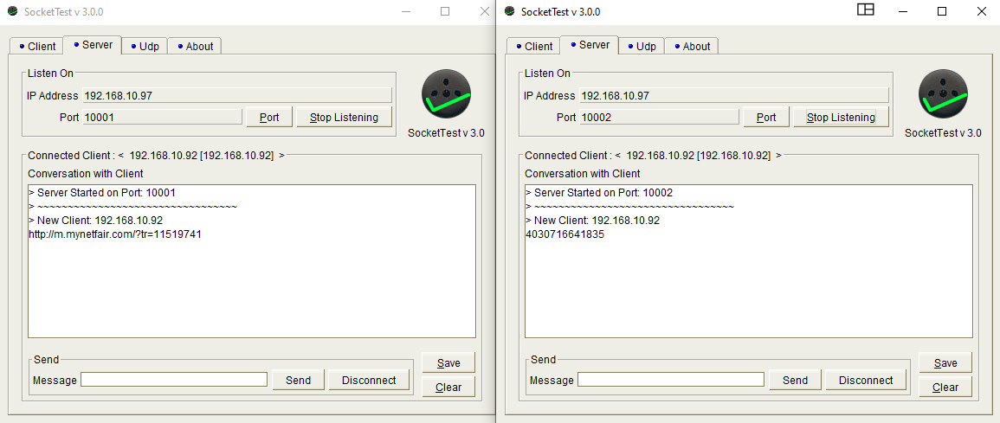 SocketTest v 3.0.0
Client
Server
Udp
About
Listen On
IP Address 192.168.10.97
Port 10001 Port Stop Listening
SocketTest v 3.0
Connected Client : < 192.168.10.92 [192.168.10.92] >
Conversation with Client
> Server Started on Port: 10001
> ~~~~~~~~~~~~~~~~~~~~~~~~~~~~~~~~~
> New Client: 192.168.10.92
http://m.mynetfair.com/?tr=11519741
Send
Message Send Disconnect
Save
Clear
SocketTest v 3.0.0
Client
Server
Udp
About
Listen On
IP Address 192.168.10.97
Port 10002 Port Stop Listening
SocketTest v 3.0
Connected Client : < 192.168.10.92 [192.168.10.92] >
Conversation with Client
> Server Started on Port: 10002
> ~~~~~~~~~~~~~~~~~~~~~~~~~~~~~~~~~
> New Client: 192.168.10.92
4030716641835
Send
Message Send Disconnect
Save
Clear